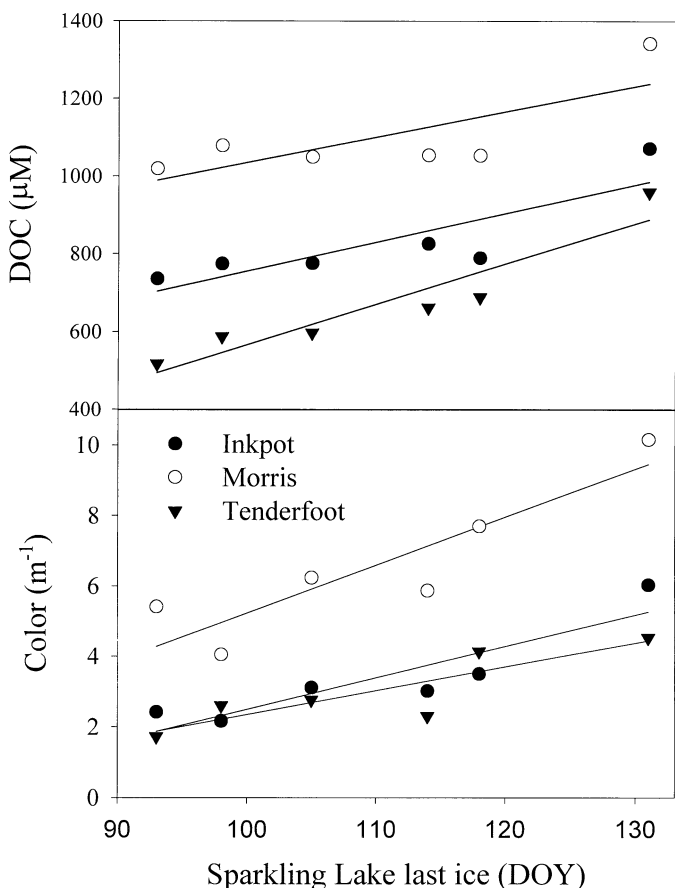 1400
1200
1000
800
600
400
DOC (μM)
10
8
6
4
2
0
Color (m-1)
Inkpot
Morris
Tenderfoot
90
100
110
120
130
Sparkling Lake last ice (DOY)